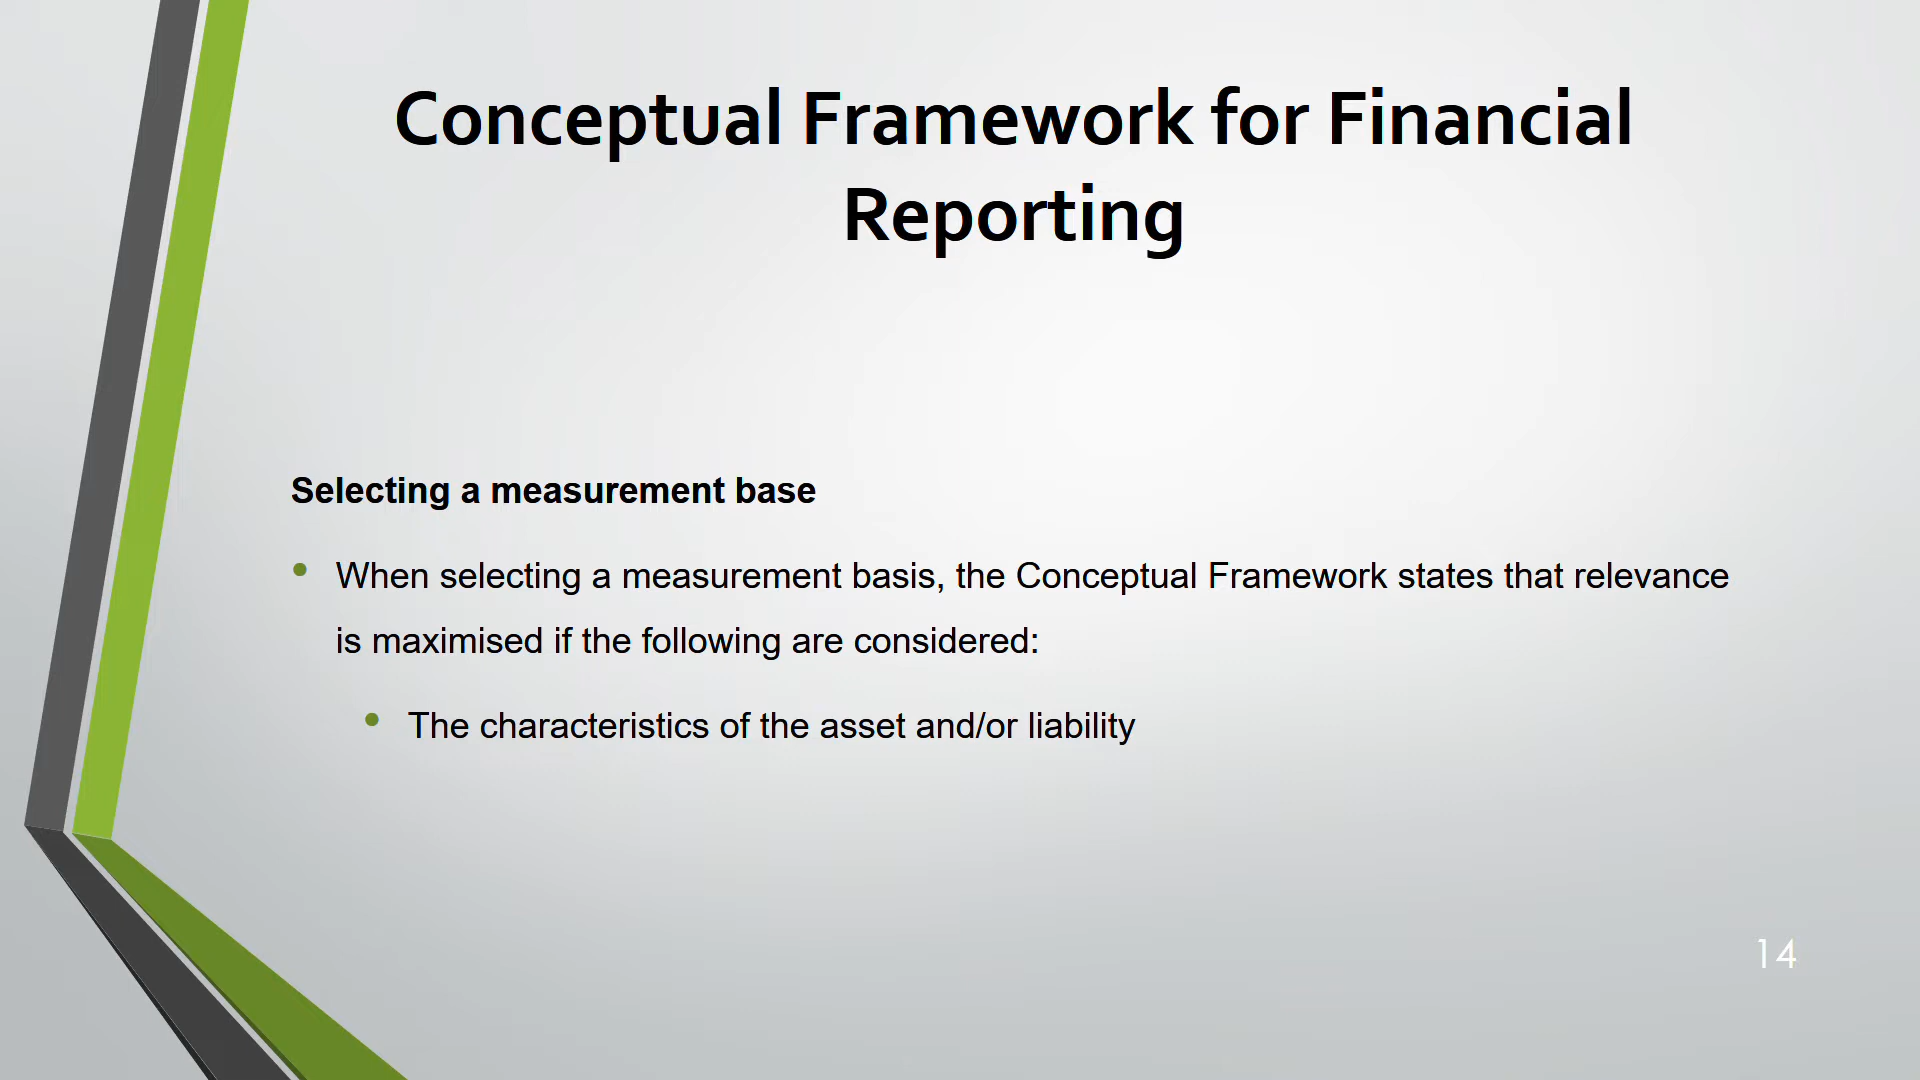 Conceptual Framework for Financial
Reporting
Selecting a measurement base
• When selecting a measurement basis, the Conceptual Framework states that relevance
is maximised if the following are considered:
• The characteristics of the asset and/or liability
14